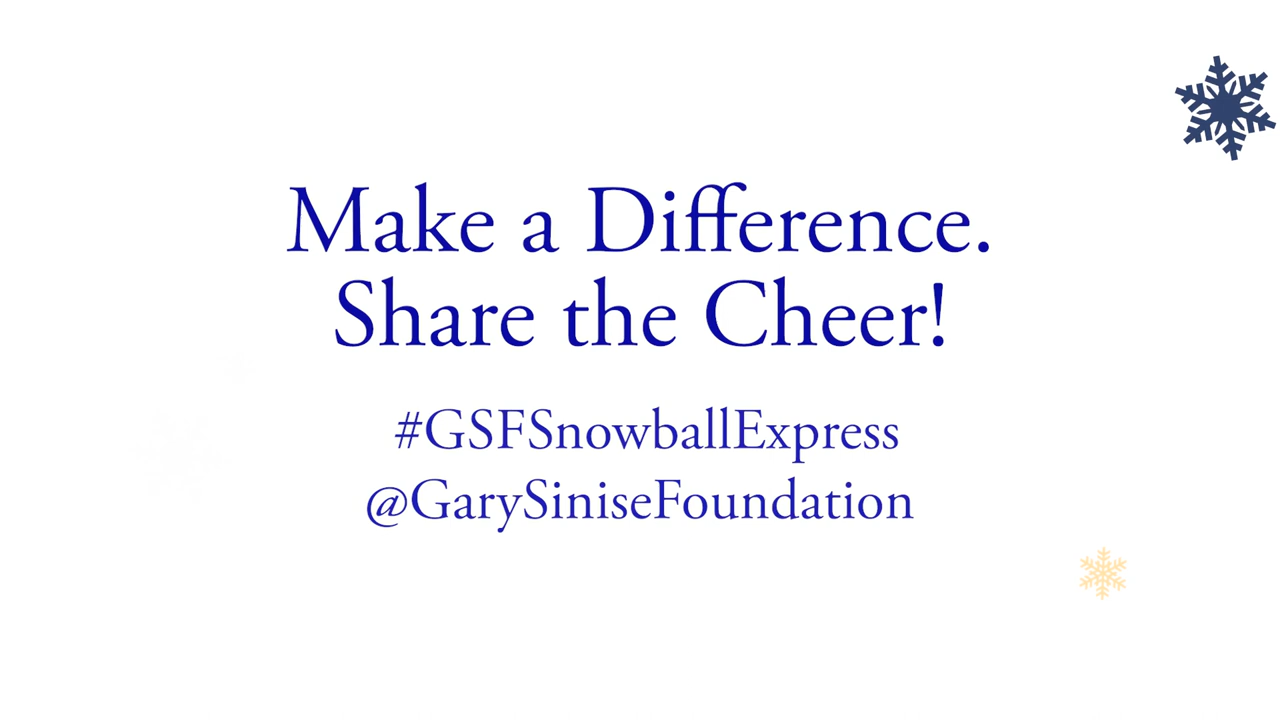 Make a Difference.
Share the Cheer!
#GSFSnowballExpress
@GarySiniseFoundation